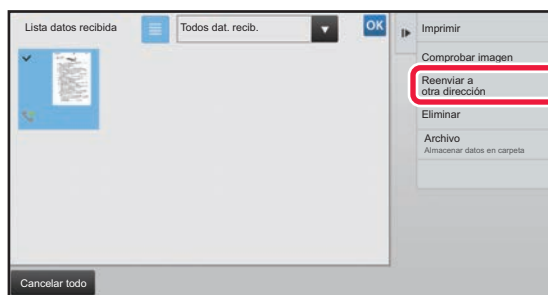 Lista datos recibida
Todos dat. recib.
OK
Imprimir
Comprobar imagen
Reenviar a
otra dirección
Eliminar
Archivo
Almacenar datos en carpeta
Cancelar todo